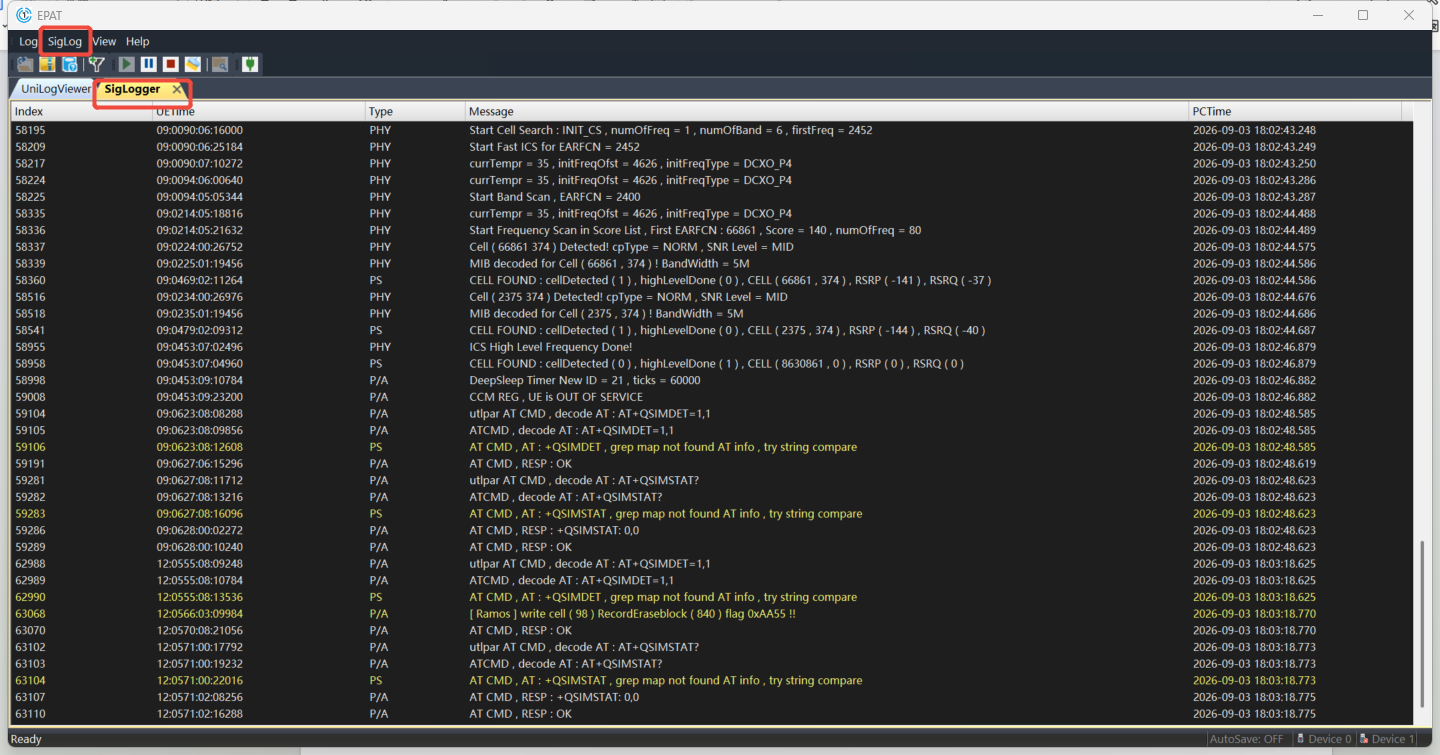 EPAT
Log SigLog View Help
UniLogViewer SigLogger
Index UETime Type Message PCTime
58195 09:0090:06:16000 PHY Start Cell Search : INIT_CS , numOfFreq = 1 , numOfBand = 6 , firstFreq = 2452 2026-09-03 18:02:43.248
58209 09:0090:06:25184 PHY Start Fast ICS for EARFCN = 2452 2026-09-03 18:02:43.249
58217 09:0090:07:10272 PHY currTempr = 35 , initFreqOfst = 4626 , initFreqType = DCXO_P4 2026-09-03 18:02:43.250
58224 09:0094:06:00640 PHY currTempr = 35 , initFreqOfst = 4626 , initFreqType = DCXO_P4 2026-09-03 18:02:43.286
58225 09:0094:05:05344 PHY Start Band Scan , EARFCN = 2400 2026-09-03 18:02:43.287
58335 09:0214:05:18816 PHY currTempr = 35 , initFreqOfst = 4626 , initFreqType = DCXO_P4 2026-09-03 18:02:44.488
58336 09:0214:05:21632 PHY Start Frequency Scan in Score List , First EARFCN : 66861 , Score = 140 , numOfFreq = 80 2026-09-03 18:02:44.489
58337 09:0224:00:26752 PHY Cell ( 66861 374 ) Detected! cpType = NORM , SNR Level = MID 2026-09-03 18:02:44.575
58339 09:0225:01:19456 PHY MIB decoded for Cell ( 66861 , 374 ) ! BandWidth = 5M 2026-09-03 18:02:44.586
58360 09:0469:02:11264 PS CELL FOUND : cellDetected ( 1 ) , highLevelDone ( 0 ) , CELL ( 66861 , 374 ) , RSRP ( -141 ) , RSRQ ( -37 ) 2026-09-03 18:02:44.586
58516 09:0234:00:26976 PHY Cell ( 2375 374 ) Detected! cpType = NORM , SNR Level = MID 2026-09-03 18:02:44.676
58518 09:0235:01:19456 PHY MIB decoded for Cell ( 2375 , 374 ) ! BandWidth = 5M 2026-09-03 18:02:44.686
58541 09:0479:02:09312 PS CELL FOUND : cellDetected ( 1 ) , highLevelDone ( 0 ) , CELL ( 2375 , 374 ) , RSRP ( -144 ) , RSRQ ( -40 ) 2026-09-03 18:02:44.687
58955 09:0453:07:02496 PHY ICS High Level Frequency Done! 2026-09-03 18:02:46.879
58958 09:0453:07:04960 PS CELL FOUND : cellDetected ( 0 ) , highLevelDone ( 1 ) , CELL ( 8630861 , 0 ) , RSRP ( 0 ) , RSRQ ( 0 ) 2026-09-03 18:02:46.879
58998 09:0453:09:10784 P/A DeepSleep Timer New ID = 21 , ticks = 60000 2026-09-03 18:02:46.882
59008 09:0453:09:23200 P/A CCM REG , UE is OUT OF SERVICE 2026-09-03 18:02:46.882
59104 09:0623:08:08288 P/A utlpar AT CMD , decode AT : AT+QSIMDET=1,1 2026-09-03 18:02:48.585
59105 09:0623:08:09856 P/A ATCMD , decode AT : AT+QSIMDET=1,1 2026-09-03 18:02:48.585
59106 09:0623:08:12608 PS AT CMD , AT : +QSIMDET , grep map not found AT info , try string compare 2026-09-03 18:02:48.585
59191 09:0627:06:15296 P/A AT CMD , RESP : OK 2026-09-03 18:02:48.619
59281 09:0627:08:11712 P/A utlpar AT CMD , decode AT : AT+QSIMSTAT? 2026-09-03 18:02:48.623
59282 09:0627:08:13216 P/A ATCMD , decode AT : AT+QSIMSTAT? 2026-09-03 18:02:48.623
59283 09:0627:08:16096 PS AT CMD , AT : +QSIMSTAT , grep map not found AT info , try string compare 2026-09-03 18:02:48.623
59286 09:0628:00:02272 P/A AT CMD , RESP : +QSIMSTAT: 0,0 2026-09-03 18:02:48.623
59289 09:0628:00:10240 P/A AT CMD , RESP : OK 2026-09-03 18:02:48.623
62988 12:0555:08:09248 P/A utlpar AT CMD , decode AT : AT+QSIMDET=1,1 2026-09-03 18:03:18.625
62989 12:0555:08:10784 P/A ATCMD , decode AT : AT+QSIMDET=1,1 2026-09-03 18:03:18.625
62990 12:0555:08:13536 PS AT CMD , AT : +QSIMDET , grep map not found AT info , try string compare 2026-09-03 18:03:18.625
63068 12:0566:03:09984 P/A [ Ramos ] write cell ( 98 ) RecordEraseblock ( 840 ) flag 0xAA55 !! 2026-09-03 18:03:18.770
63070 12:0570:08:21056 P/A AT CMD , RESP : OK 2026-09-03 18:03:18.770
63102 12:0571:00:17792 P/A utlpar AT CMD , decode AT : AT+QSIMSTAT? 2026-09-03 18:03:18.773
63103 12:0571:00:19232 P/A ATCMD , decode AT : AT+QSIMSTAT? 2026-09-03 18:03:18.773
63104 12:0571:00:22016 PS AT CMD , AT : +QSIMSTAT , grep map not found AT info , try string compare 2026-09-03 18:03:18.773
63107 12:0571:02:08256 P/A AT CMD , RESP : +QSIMSTAT: 0,0 2026-09-03 18:03:18.775
63110 12:0571:02:16288 P/A AT CMD , RESP : OK 2026-09-03 18:03:18.775
Ready AutoSave: OFF Device 0 Device 1